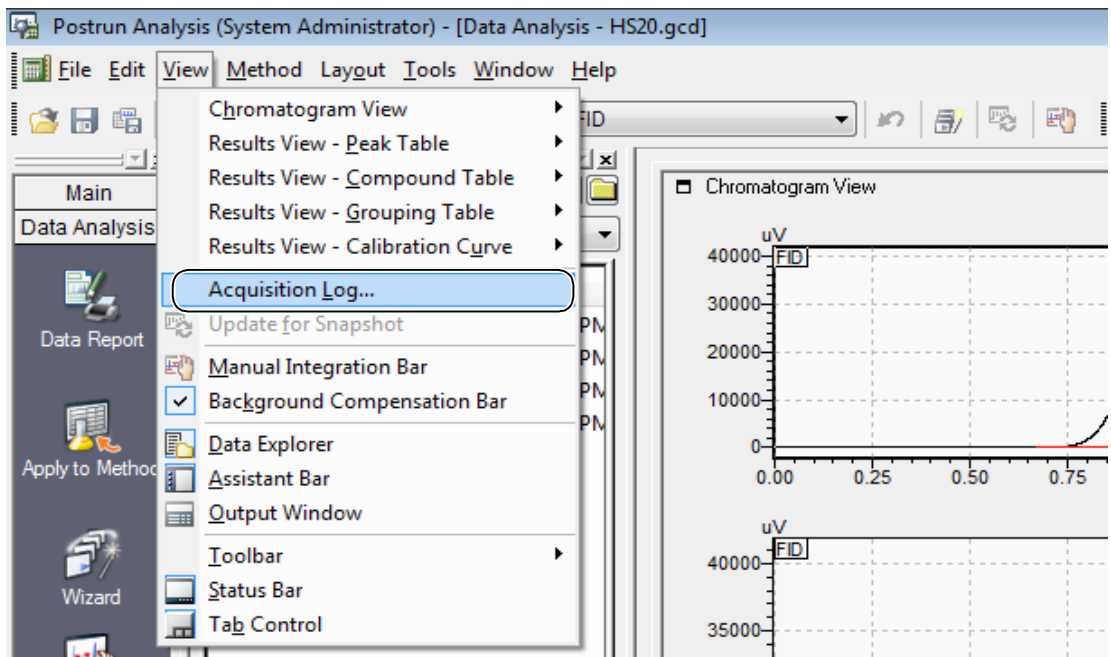 Postrun Analysis (System Administrator) - [Data Analysis - HS20.gcd]
File Edit View Method Layout Tools Window Help
Chromatogram View
Results View - Peak Table
Results View - Compound Table
Results View - Grouping Table
Results View - Calibration Curve
Acquisition Log...
Update for Snapshot
Manual Integration Bar
Background Compensation Bar
Data Explorer
Assistant Bar
Output Window
Toolbar
Status Bar
Tab Control
FID
Main
Data Analysis
Data Report
Apply to Method
Wizard
PM
PM
PM
PM
Chromatogram View
uV
40000
FID
30000
20000
10000
0
0.00 0.25 0.50 0.75
uV
FID
40000
35000